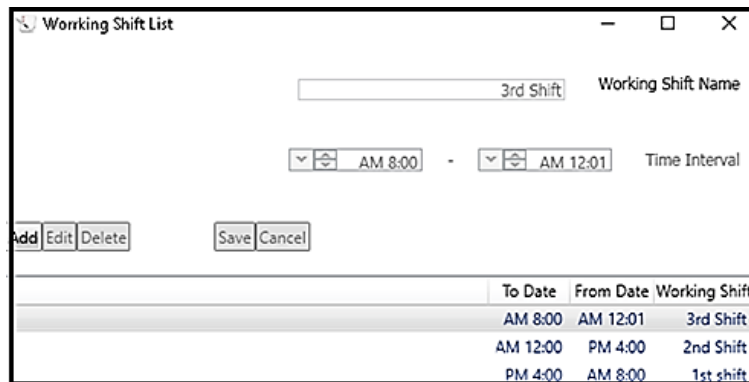 Worrking Shift List
3rd Shift Working Shift Name
AM 8:00 - AM 12:01 Time Interval
Add Edit Delete Save Cancel
To Date From Date Working Shift
AM 8:00 AM 12:01 3rd Shift
AM 12:00 PM 4:00 2nd Shift
PM 4:00 AM 8:00 1st shift